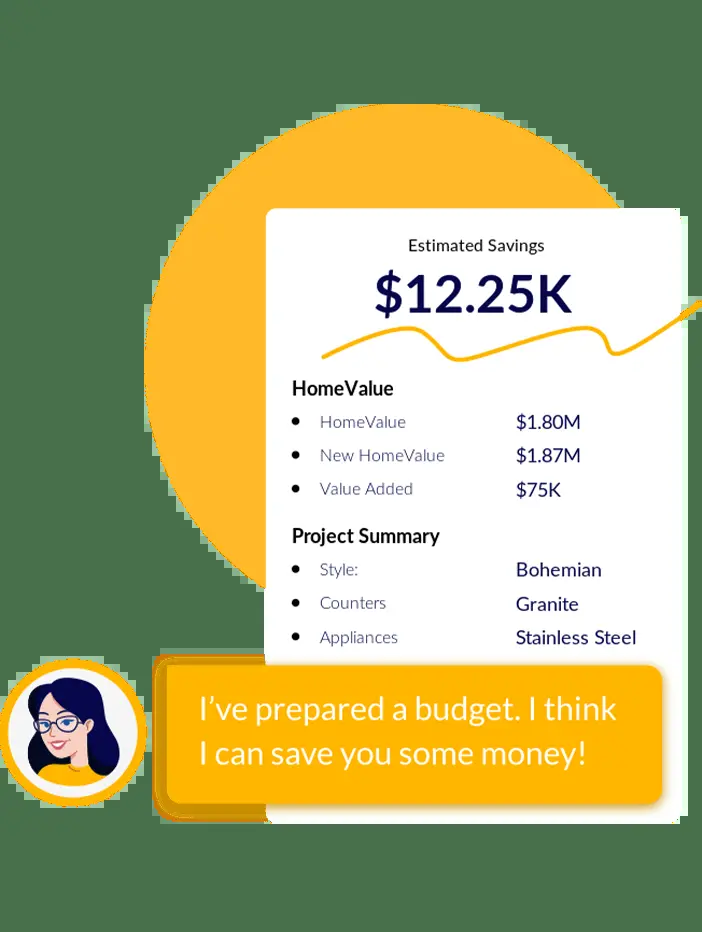 Estimated Savings
$12.25K
HomeValue
HomeValue $1.80M
New HomeValue $1.87M
Value Added $75K
Project Summary
Style: Bohemian
Counters Granite
Appliances Stainless Steel
I’ve prepared a budget. I think
I can save you some money!